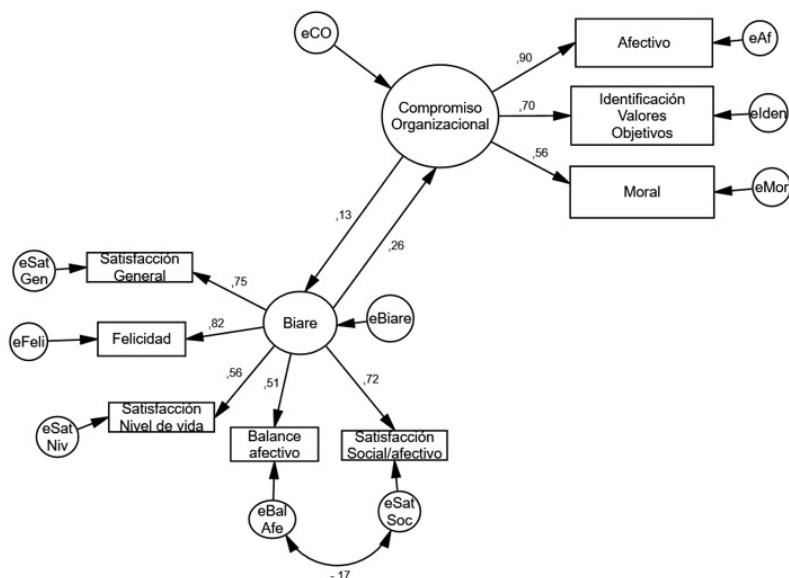 eCO
Afectivo
eAf
,90
Compromiso
Organizacional
,70
Identificación
Valores
Objetivos
eIden
,56
Moral
eMor
,13
,26
eSat
Gen
Satisfacción
General
,75
Biare
eBiare
eFeli
Felicidad
,82
,56
,51
,72
eSat
Niv
Satisfacción
Nivel de vida
Balance
afectivo
Satisfacción
Social/afectivo
eBal
Afe
eSat
Soc
-,17